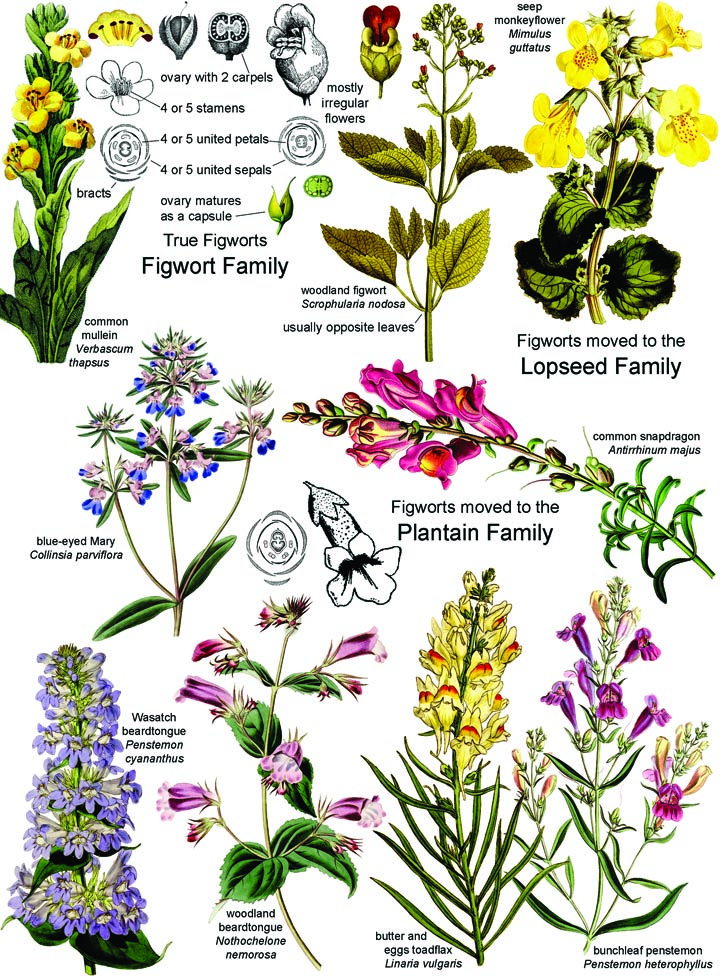 seep
monkeyflower
Mimulus
guttatus
ovary with 2 carpels
mostly
irregular
flowers
4 or 5 stamens
4 or 5 united petals
4 or 5 united sepals
bracts
ovary matures
as a capsule
True Figworts
Figwort Family
woodland figwort
Scrophularia nodosa
usually opposite leaves
common
mullein
Verbascum
thapsus
Figworts moved to the
Lopseed Family
common snapdragon
Antirrhinum majus
Figworts moved to the
Plantain Family
blue-eyed Mary
Collinsia parviflora
Wasatch
beardtongue
Penstemon
cyananthus
woodland
beardtongue
Nothochelone
nemorosa
butter and
eggs toadflax
Linaria vulgaris
bunchleaf penstemon
Penstemon heterophyllus